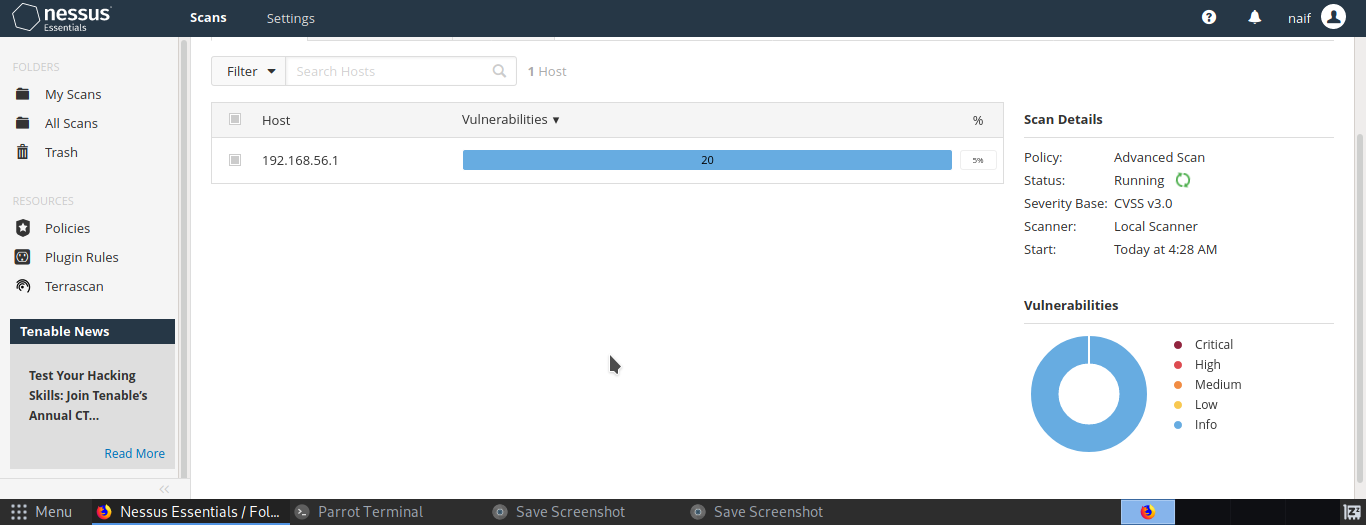 nessus
Essentials
Scans
Settings
naif
FOLDERS
My Scans
All Scans
Trash
RESOURCES
Policies
Plugin Rules
Terrascan
Tenable News
Test Your Hacking
Skills: Join Tenable's
Annual CT...
Read More
Filter
Search Hosts
1 Host
Host Vulnerabilities %
192.168.56.1 20 5%
Scan Details
Policy: Advanced Scan
Status: Running
Severity Base: CVSS v3.0
Scanner: Local Scanner
Start: Today at 4:28 AM
Vulnerabilities
Critical
High
Medium
Low
Info
Menu
Nessus Essentials / Fol...
Parrot Terminal
Save Screenshot
Save Screenshot